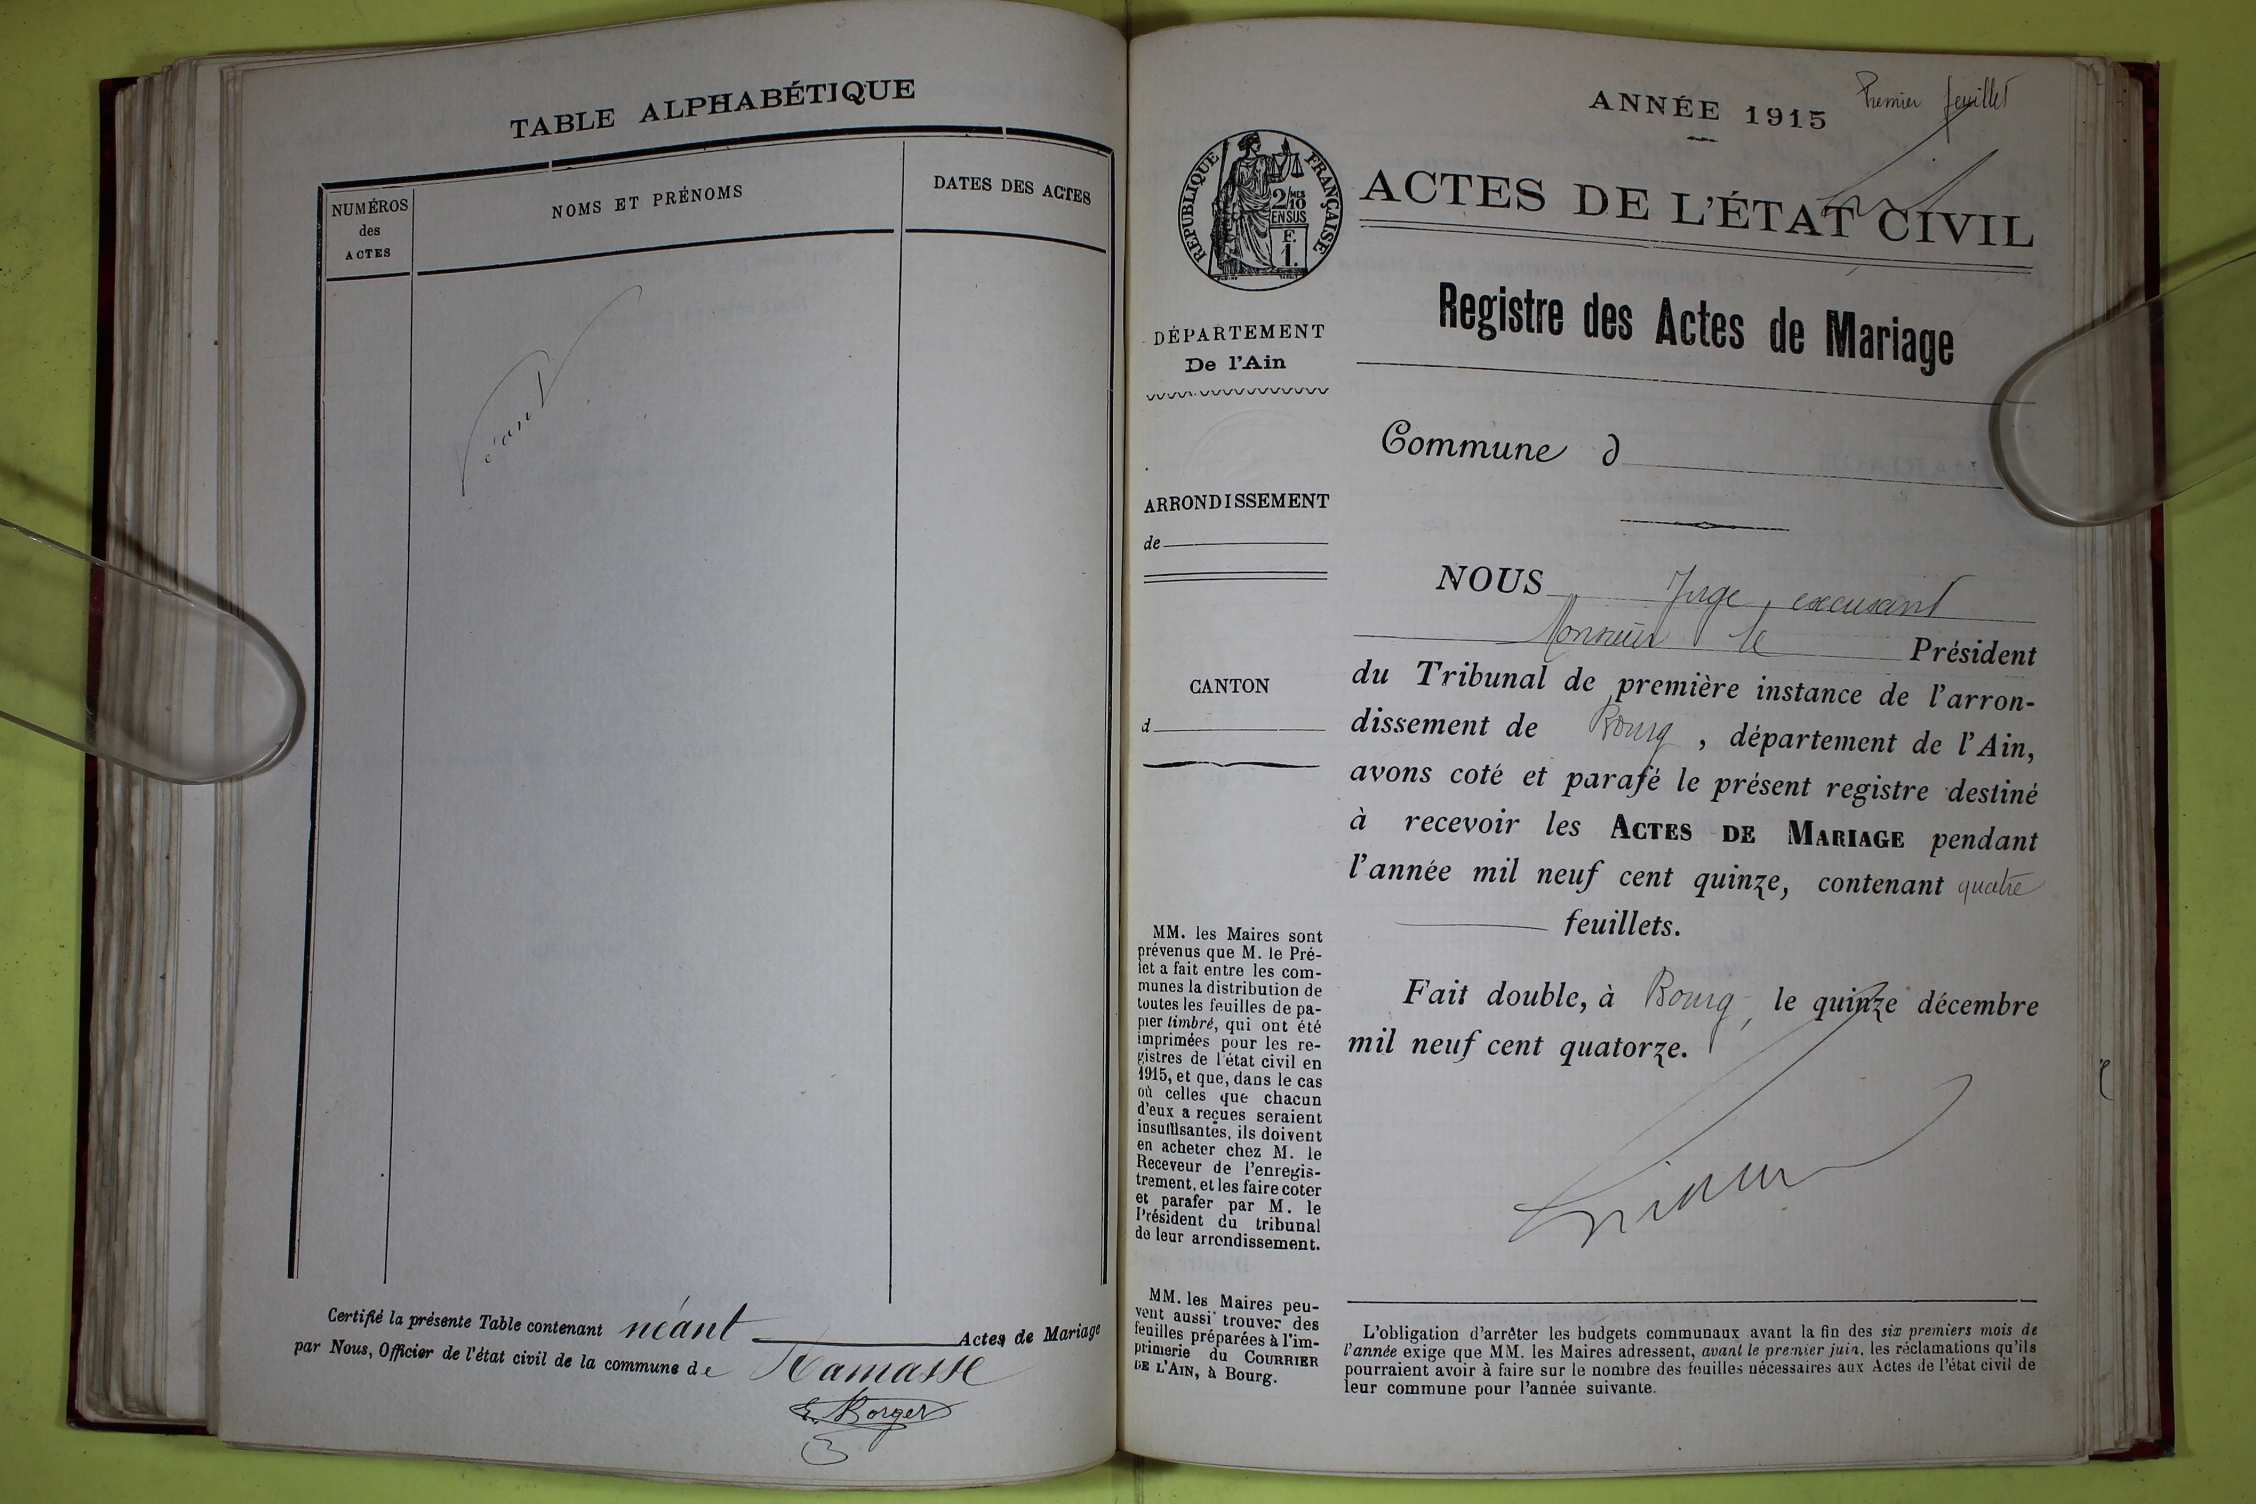 TABLE ALPHABÉTIQUE
NUMÉROS
des
ACTES
NOMS ET PRÉNOMS
DATES DES ACTES
Néant
Certifié la présente Table contenant néant Actes de Mariage
par Nous, Officier de l'état civil de la commune de Ramasse
E. Borger
Premier feuillet
ANNÉE 1915
RÉPUBLIQUE FRANÇAISE
2/10 MES
EN SUS
F.
1.
ACTES DE L'ÉTAT CIVIL
Registre des Actes de Mariage
DÉPARTEMENT
De l'Ain
Commune d
ARRONDISSEMENT
de
CANTON
d
NOUS Juge, excusant
Monsieur le Président
du Tribunal de première instance de l'arron-
dissement de Bourg, département de l'Ain,
avons coté et parafé le présent registre destiné
à recevoir les ACTES DE MARIAGE pendant
l'année mil neuf cent quinze, contenant quatre
feuillets.
Fait double, à Bourg, le quinze décembre
mil neuf cent quatorze.
MM. les Maires sont
prévenus que M. le Pré-
fet a fait entre les com-
munes la distribution de
toutes les feuilles de pa-
pier timbré, qui ont été
imprimées pour les re-
gistres de l'état civil en
1915, et que, dans le cas
où celles que chacun
d'eux a reçues seraient
insuffisantes, ils doivent
en acheter chez M. le
Receveur de l'enregis-
trement, et les faire coter
et parafer par M. le
Président du tribunal
de leur arrondissement.
MM. les Maires peu-
vent aussi trouver des
feuilles préparées à l'im-
primerie du COURRIER
DE L'AIN, à Bourg.
L'obligation d'arrêter les budgets communaux avant la fin des six premiers mois de
l'année exige que MM. les Maires adressent, avant le premier juin, les réclamations qu'ils
pourraient avoir à faire sur le nombre des feuilles nécessaires aux Actes de l'état civil de
leur commune pour l'année suivante.